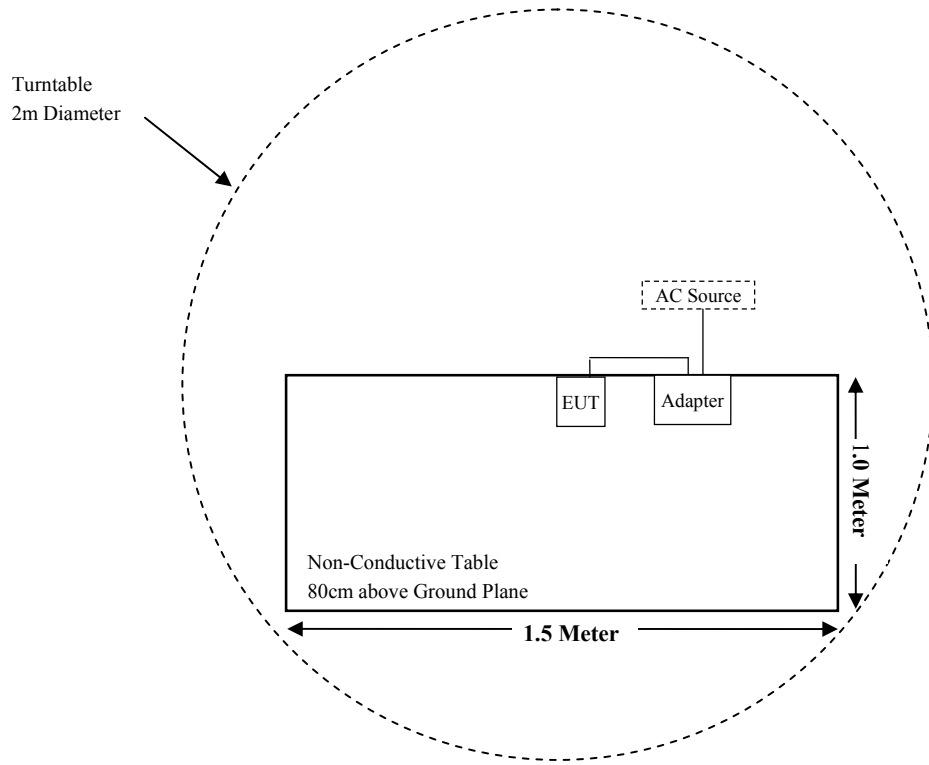 Turntable
2m Diameter
AC Source
EUT
Adapter
1.0 Meter
Non-Conductive Table
80cm above Ground Plane
1.5 Meter